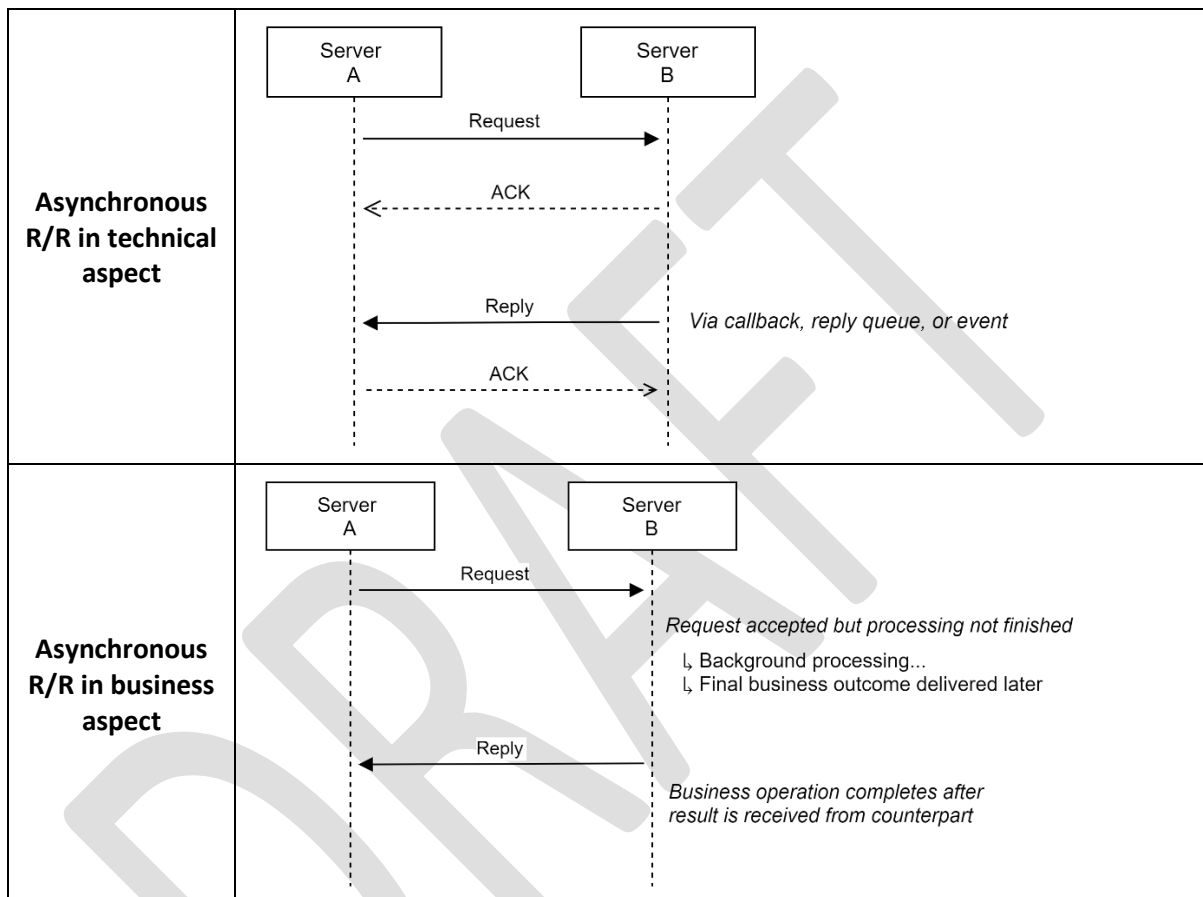 Asynchronous
R/R in technical
aspect
Server
A
Server
B
Request
ACK
Reply
Via callback, reply queue, or event
ACK
Asynchronous
R/R in business
aspect
Server
A
Server
B
Request
Request accepted but processing not finished
↳ Background processing...
↳ Final business outcome delivered later
Reply
Business operation completes after
result is received from counterpart
DRAFT